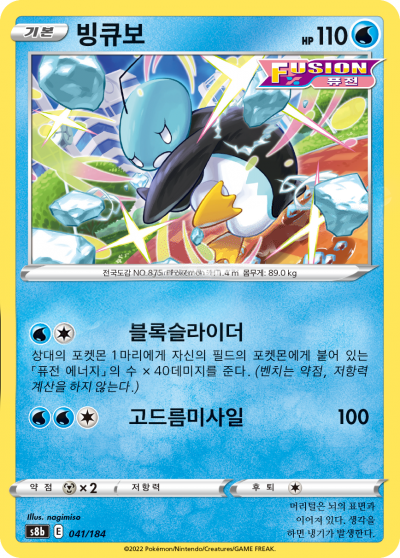 기본 빙큐보 HP 110
FUSION
퓨전
전국도감 NO.875 펭귄포켓몬 키: 1.4 m 몸무게: 89.0 kg
블록슬라이더
상대의 포켓몬 1마리에게 자신의 필드의 포켓몬에게 붙어 있는
「퓨전 에너지」의 수 × 40데미지를 준다. (벤치는 약점, 저항력
계산을 하지 않는다.)
고드름미사일 100
약점 ×2 저항력 후퇴
Illus. nagimiso
s8b E 041/184
머리털은 뇌의 표면과
이어져 있다. 생각을
하면 냉기가 발생한다.
©2022 Pokémon/Nintendo/Creatures/GAME FREAK.